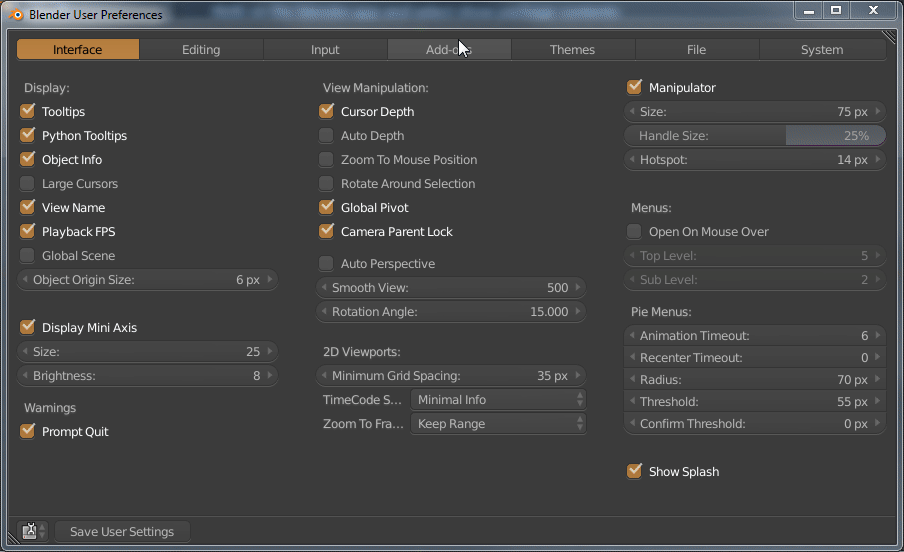 Blender User Preferences
Interface Editing Input Add-ons Themes File System
Display:
Tooltips
Python Tooltips
Object Info
Large Cursors
View Name
Playback FPS
Global Scene
Object Origin Size: 6 px
Display Mini Axis
Size: 25
Brightness: 8
Warnings
Prompt Quit
View Manipulation:
Cursor Depth
Auto Depth
Zoom To Mouse Position
Rotate Around Selection
Global Pivot
Camera Parent Lock
Auto Perspective
Smooth View: 500
Rotation Angle: 15.000
2D Viewports:
Minimum Grid Spacing: 35 px
TimeCode S... Minimal Info
Zoom To Fra... Keep Range
Manipulator
Size: 75 px
Handle Size: 25%
Hotspot: 14 px
Menus:
Open On Mouse Over
Top Level: 5
Sub Level: 2
Pie Menus:
Animation Timeout: 6
Recenter Timeout: 0
Radius: 70 px
Threshold: 55 px
Confirm Threshold: 0 px
Show Splash
Save User Settings